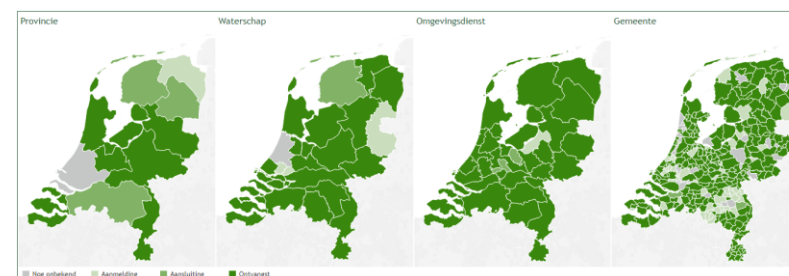 Provincie
Waterschap
Omgevingsdienst
Gemeente
Nog onbekend
Aanmelding
Aansluiting
Ontvangst